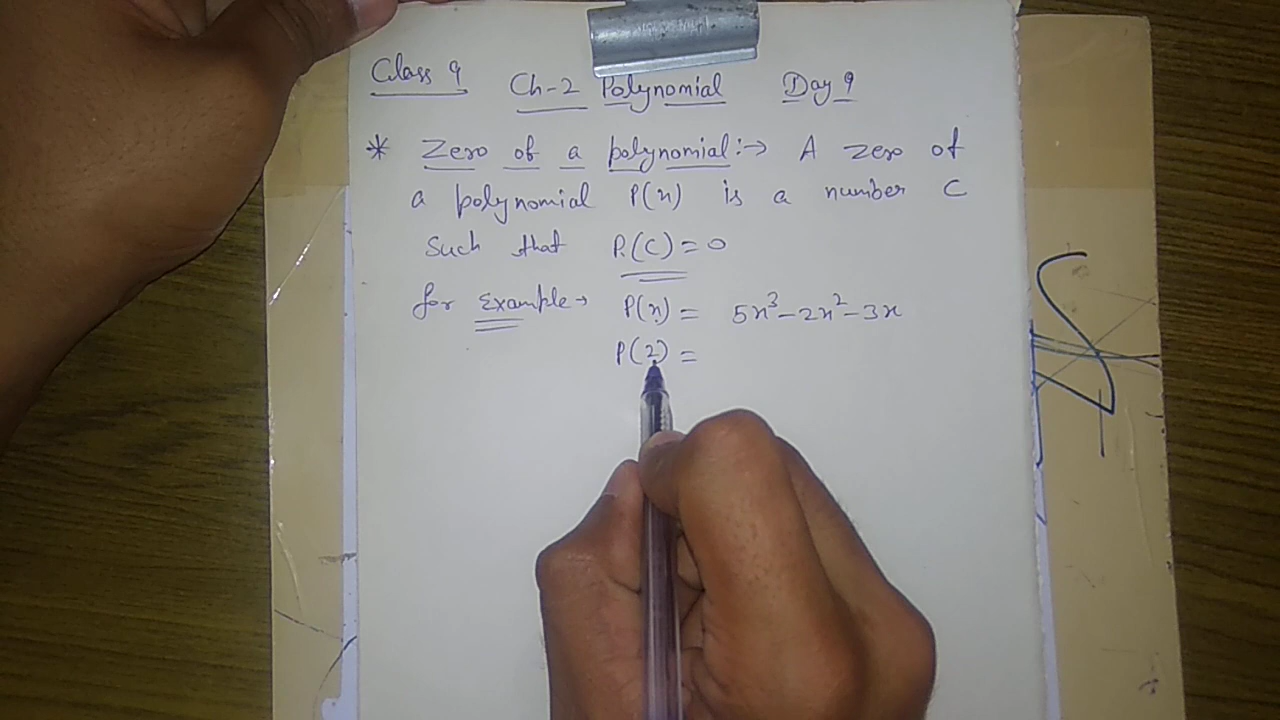 Class 9 Ch-2 Polynomial Day 9
* Zero of a polynomial:→ A zero of
a polynomial P(x) is a number C
Such that P(C)=0
for Example→ P(x) = 5x³-2x²-3x
P(2) =